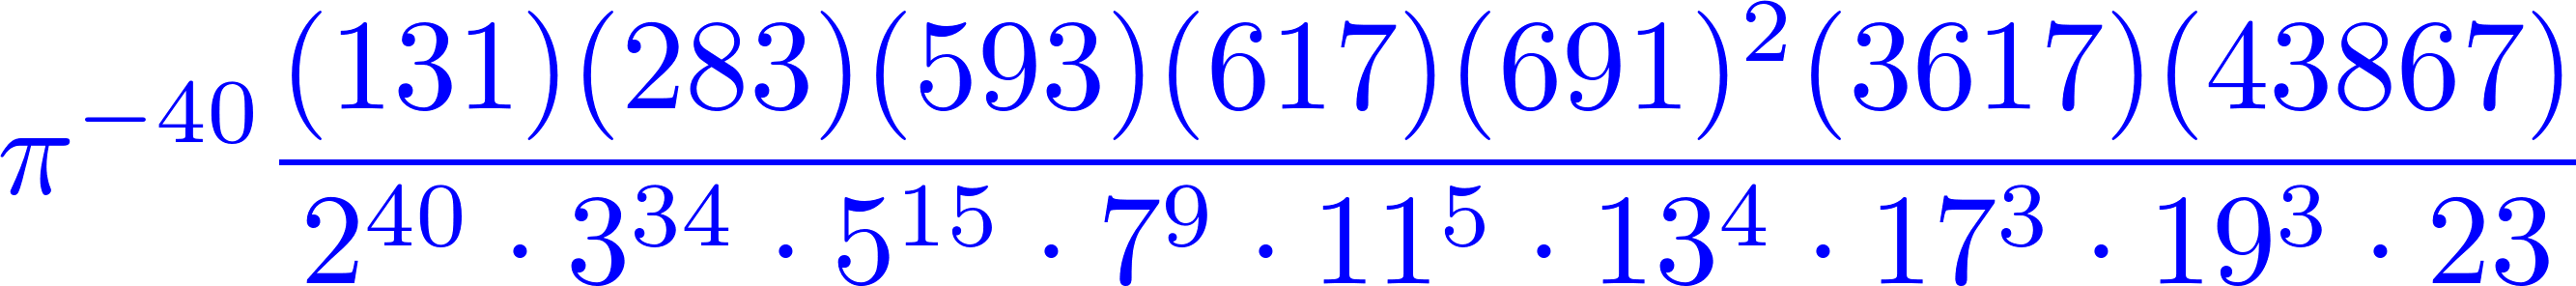 π^{-40} \frac{(131)(283)(593)(617)(691)^2(3617)(43867)}{2^{40} · 3^{34} · 5^{15} · 7^9 · 11^5 · 13^4 · 17^3 · 19^3 · 23}